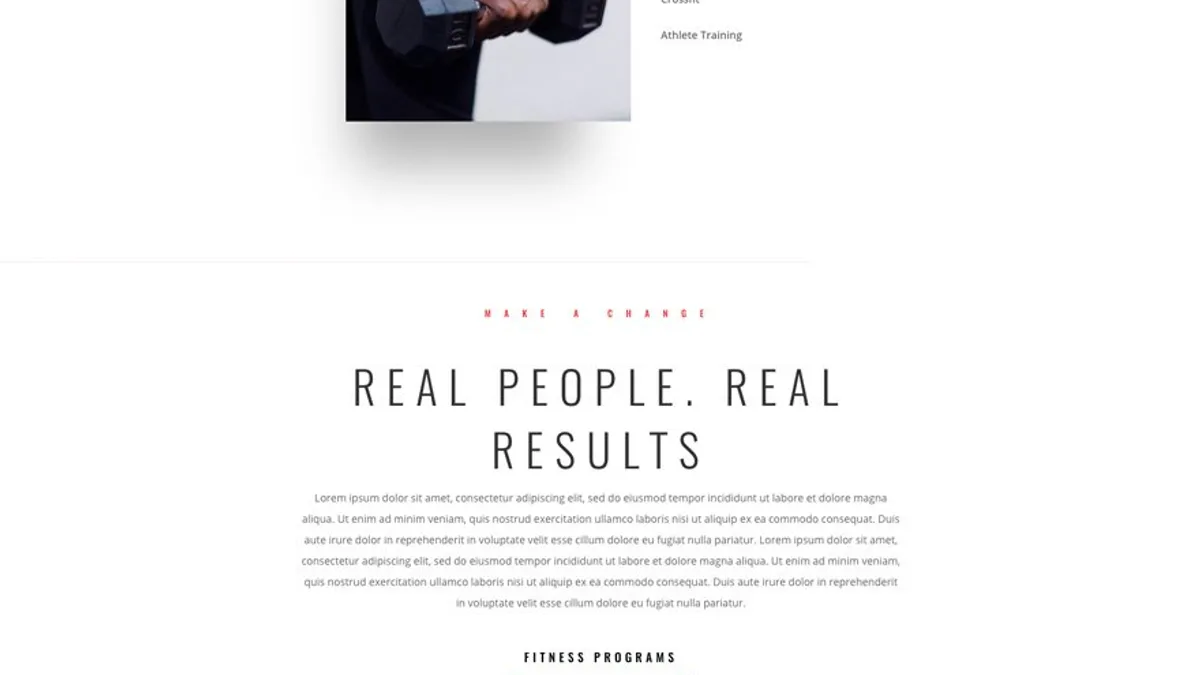 Crossfit
Athlete Training
MAKE A CHANGE
REAL PEOPLE. REAL
RESULTS
Lorem ipsum dolor sit amet, consectetur adipiscing elit, sed do eiusmod tempor incididunt ut labore et dolore magna
aliqua. Ut enim ad minim veniam, quis nostrud exercitation ullamco laboris nisi ut aliquip ex ea commodo consequat. Duis
aute irure dolor in reprehenderit in voluptate velit esse cillum dolore eu fugiat nulla pariatur. Lorem ipsum dolor sit amet,
consectetur adipiscing elit, sed do eiusmod tempor incididunt ut labore et dolore magna aliqua. Ut enim ad minim veniam,
quis nostrud exercitation ullamco laboris nisi ut aliquip ex ea commodo consequat. Duis aute irure dolor in reprehenderit
in voluptate velit esse cillum dolore eu fugiat nulla pariatur.
FITNESS PROGRAMS